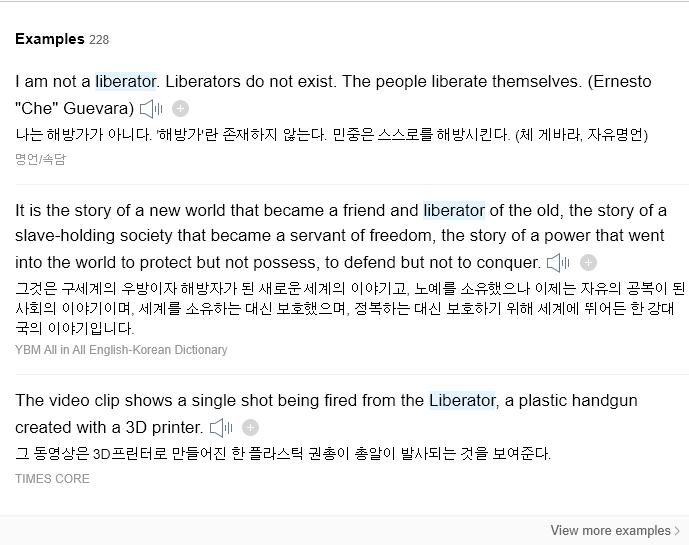 Examples 228
I am not a liberator. Liberators do not exist. The people liberate themselves. (Ernesto
"Che" Guevara)
나는 해방가가 아니다. '해방가'란 존재하지 않는다. 민중은 스스로를 해방시킨다. (체 게바라, 자유명언)
명언/속담
It is the story of a new world that became a friend and liberator of the old, the story of a
slave-holding society that became a servant of freedom, the story of a power that went
into the world to protect but not possess, to defend but not to conquer.
그것은 구세계의 우방이자 해방자가 된 새로운 세계의 이야기고, 노예를 소유했으나 이제는 자유의 공복이 된
사회의 이야기이며, 세계를 소유하는 대신 보호했으며, 정복하는 대신 보호하기 위해 세계에 뛰어든 한 강대
국의 이야기입니다.
YBM All in All English-Korean Dictionary
The video clip shows a single shot being fired from the Liberator, a plastic handgun
created with a 3D printer.
그 동영상은 3D프린터로 만들어진 한 플라스틱 권총이 총알이 발사되는 것을 보여준다.
TIMES CORE
View more examples